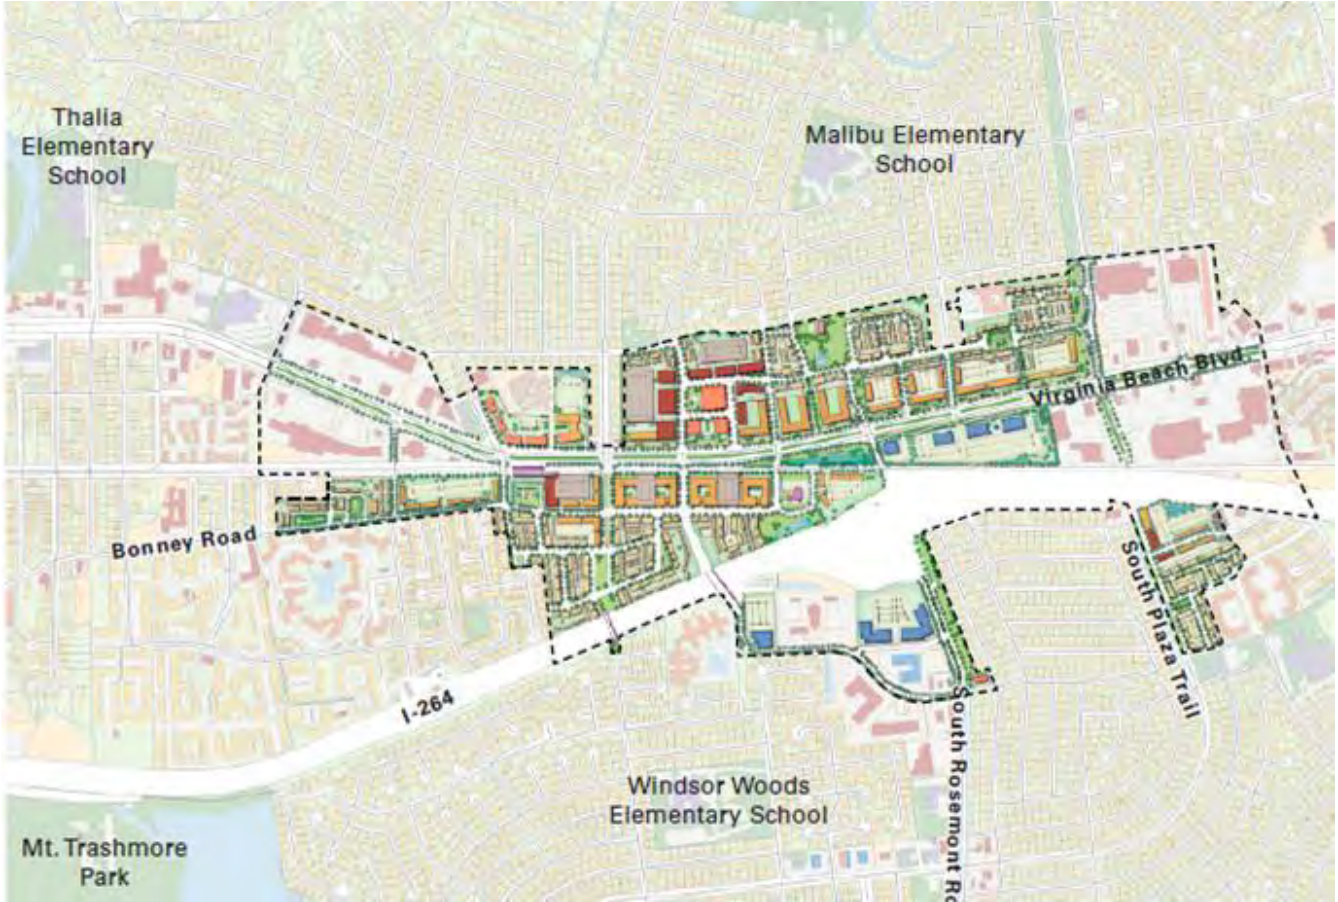 Thalia
Elementary
School
Malibu Elementary
School
Virginia Beach Blvd.
Bonney Road
South Plaza Trail
I-264
South Rosemont Ro
Windsor Woods
Elementary School
Mt. Trashmore
Park